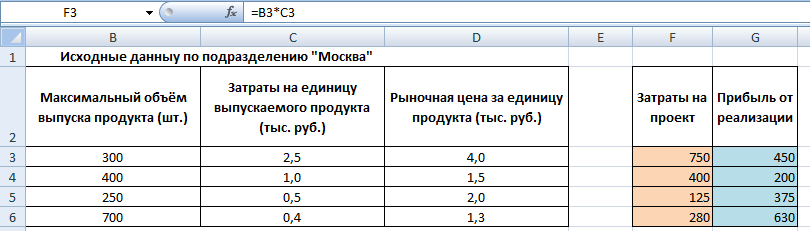 F3 fx =B3*C3
B C D E F G
1 Исходные данныу по подразделению "Москва"
Затраты на единицу
Максимальный объём выпускаемого продукта Рыночная цена за единицу Затраты на Прибыль от
выпуска продукта (шт.) (тыс. руб.) продукта (тыс. руб.) проект реализации
2
3 300 2,5 4,0 750 450
4 400 1,0 1,5 400 200
5 250 0,5 2,0 125 375
6 700 0,4 1,3 280 630